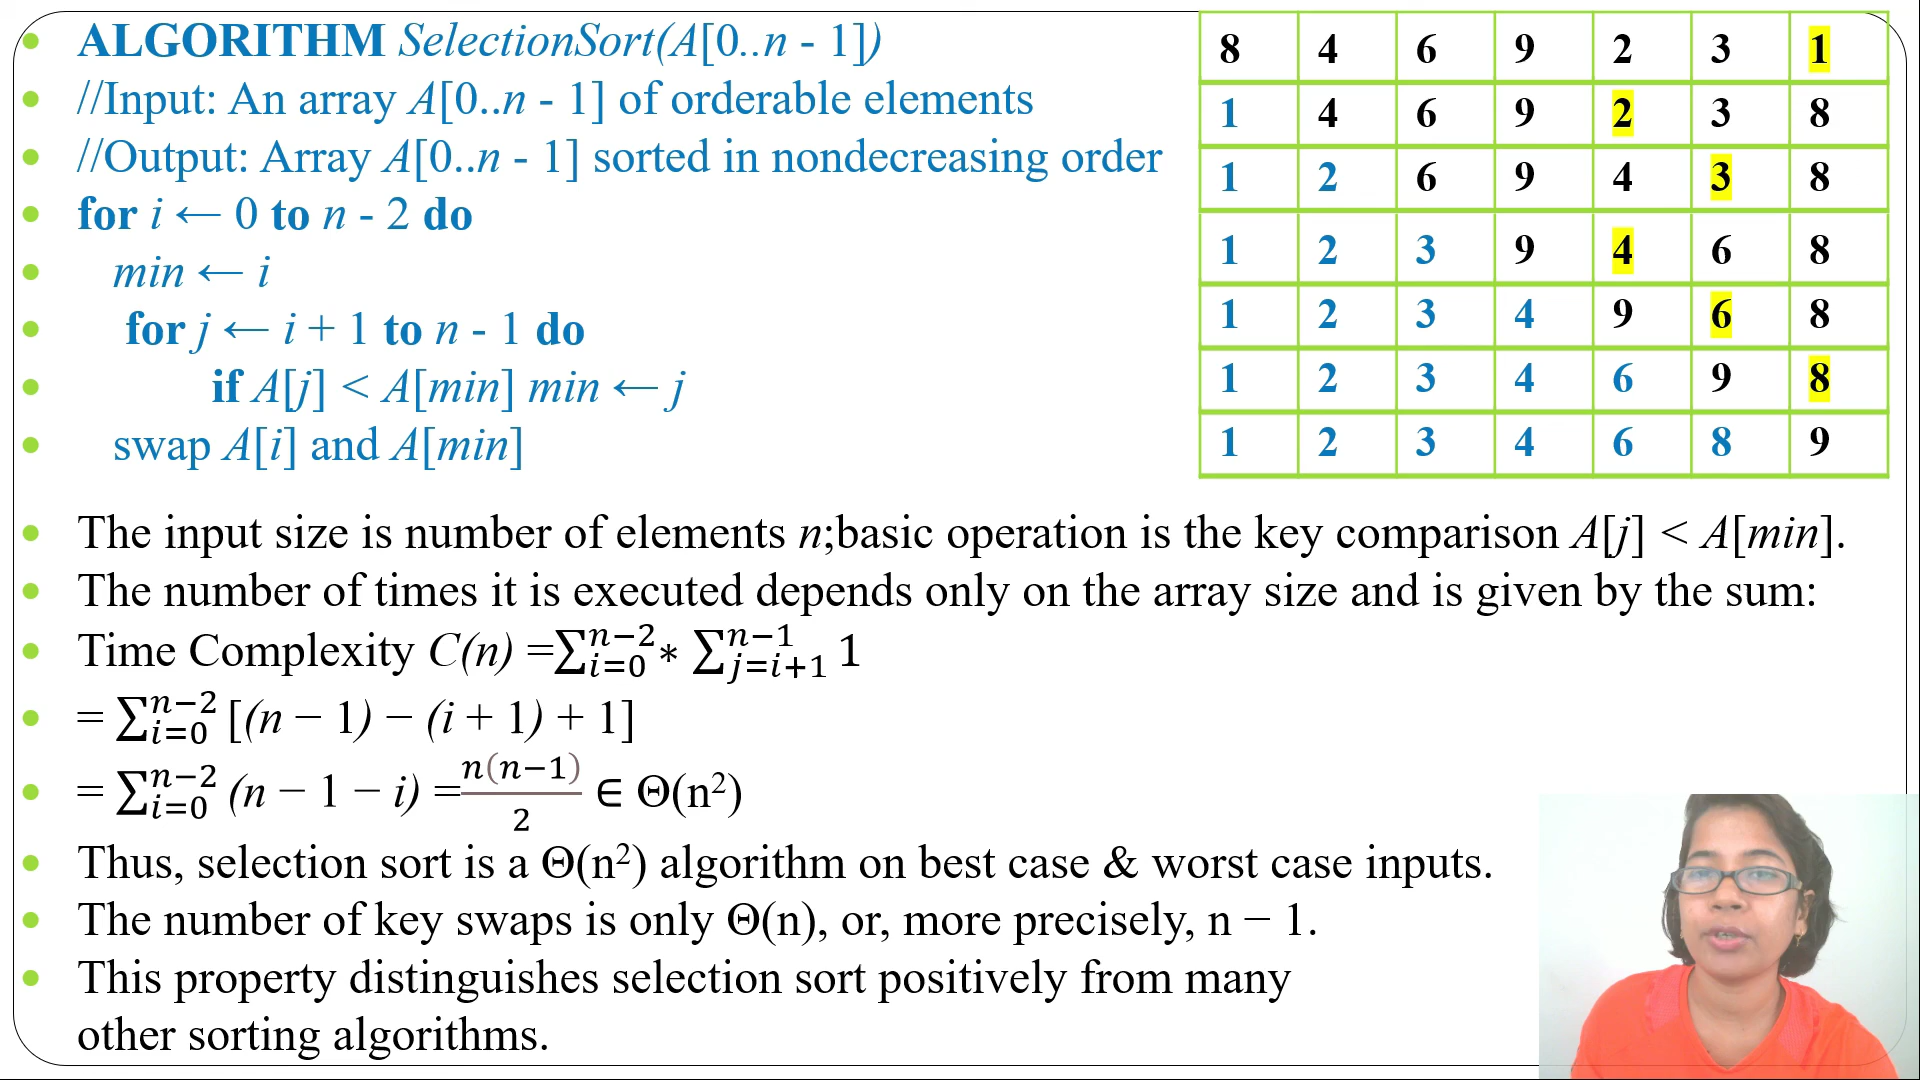 ALGORITHM SelectionSort(A[0..n - 1])
//Input: An array A[0..n - 1] of orderable elements
//Output: Array A[0..n - 1] sorted in nondecreasing order
for i ← 0 to n - 2 do
min ← i
for j ← i + 1 to n - 1 do
if A[j] < A[min] min ← j
swap A[i] and A[min]
8 4 6 9 2 3 1
1 4 6 9 2 3 8
1 2 6 9 4 3 8
1 2 3 9 4 6 8
1 2 3 4 9 6 8
1 2 3 4 6 9 8
1 2 3 4 6 8 9
The input size is number of elements n;basic operation is the key comparison A[j] < A[min].
The number of times it is executed depends only on the array size and is given by the sum:
Time Complexity C(n) =∑_{i=0}^{n−2}* ∑_{j=i+1}^{n−1} 1
= ∑_{i=0}^{n−2} [(n − 1) − (i + 1) + 1]
= ∑_{i=0}^{n−2} (n − 1 − i) =n(n−1)/2 ∈ Θ(n²)
Thus, selection sort is a Θ(n²) algorithm on best case & worst case inputs.
The number of key swaps is only Θ(n), or, more precisely, n − 1.
This property distinguishes selection sort positively from many
other sorting algorithms.